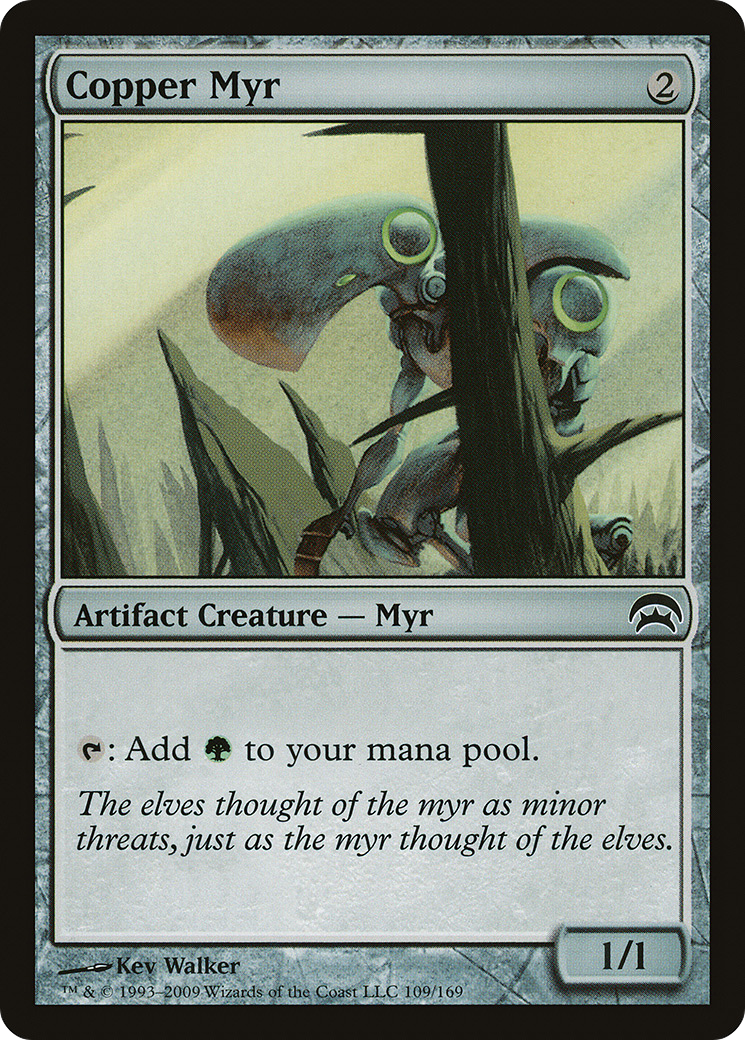 Copper Myr 2
Artifact Creature — Myr
: Add to your mana pool.
The elves thought of the myr as minor
threats, just as the myr thought of the elves.
1/1
Kev Walker
™ & © 1993–2009 Wizards of the Coast LLC 109/169